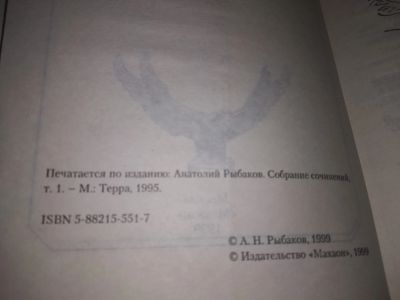 Печатается по изданию: Анатолий Рыбаков. Собрание сочинений,
т. 1. – М.: Терра, 1995.
ISBN 5-88215-551-7
© А. Н. Рыбаков, 1999
© Издательство «Махаон», 1999